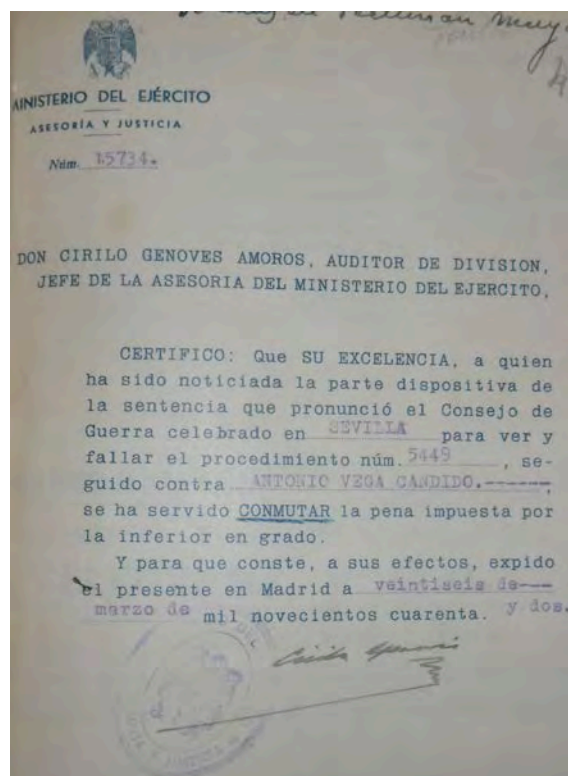 de reclusión may
MINISTERIO DEL EJÉRCITO
ASESORÍA Y JUSTICIA
Núm. 15734.
DON CIRILO GENOVES AMOROS, AUDITOR DE DIVISION,
JEFE DE LA ASESORIA DEL MINISTERIO DEL EJERCITO,
CERTIFICO: Que SU EXCELENCIA, a quien
ha sido noticiada la parte dispositiva de
la sentencia que pronunció el Consejo de
Guerra celebrado en SEVILLA para ver y
fallar el procedimiento núm. 5449 , se-
guido contra ANTONIO VEGA CANDIDO.------,
se ha servido CONMUTAR la pena impuesta por
la inferior en grado.
Y para que conste, a sus efectos, expido
el presente en Madrid a veintiseis de---
marzo de mil novecientos cuarenta. y dos.
DEL